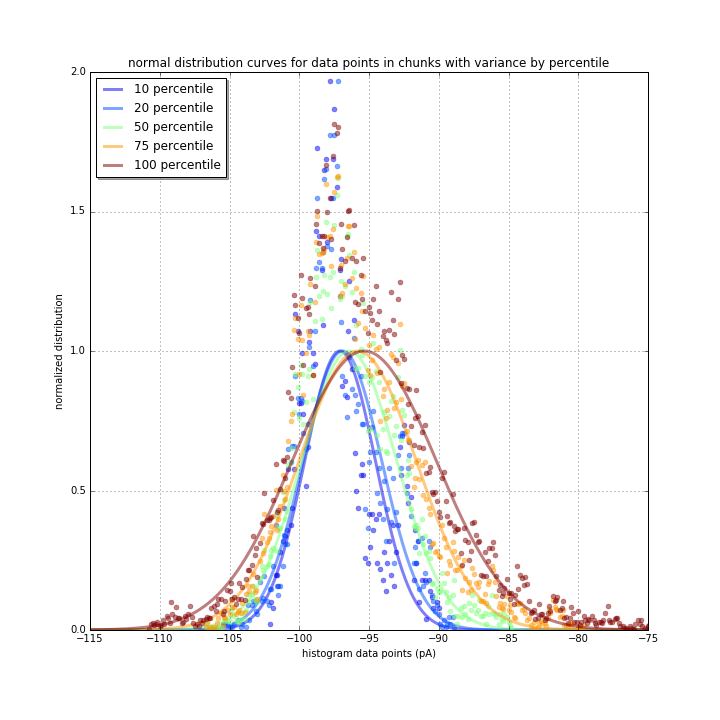 normal distribution curves for data points in chunks with variance by percentile
2.0
10 percentile
20 percentile
50 percentile
75 percentile
100 percentile
1.5
normalized distribution
1.0
0.5
0.0
−115 −110 −105 −100 −95 −90 −85 −80 −75
histogram data points (pA)